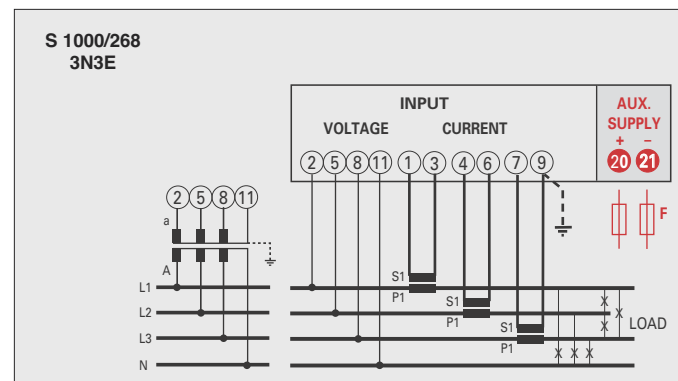 S 1000/268
3N3E
INPUT
VOLTAGE CURRENT
2 5 8 11 1 3 4 6 7 9
AUX.
SUPPLY
+ –
20 21
F
2 5 8 11
a
A
L1
L2
L3
N
S1
P1
S1
P1
S1
P1
LOAD